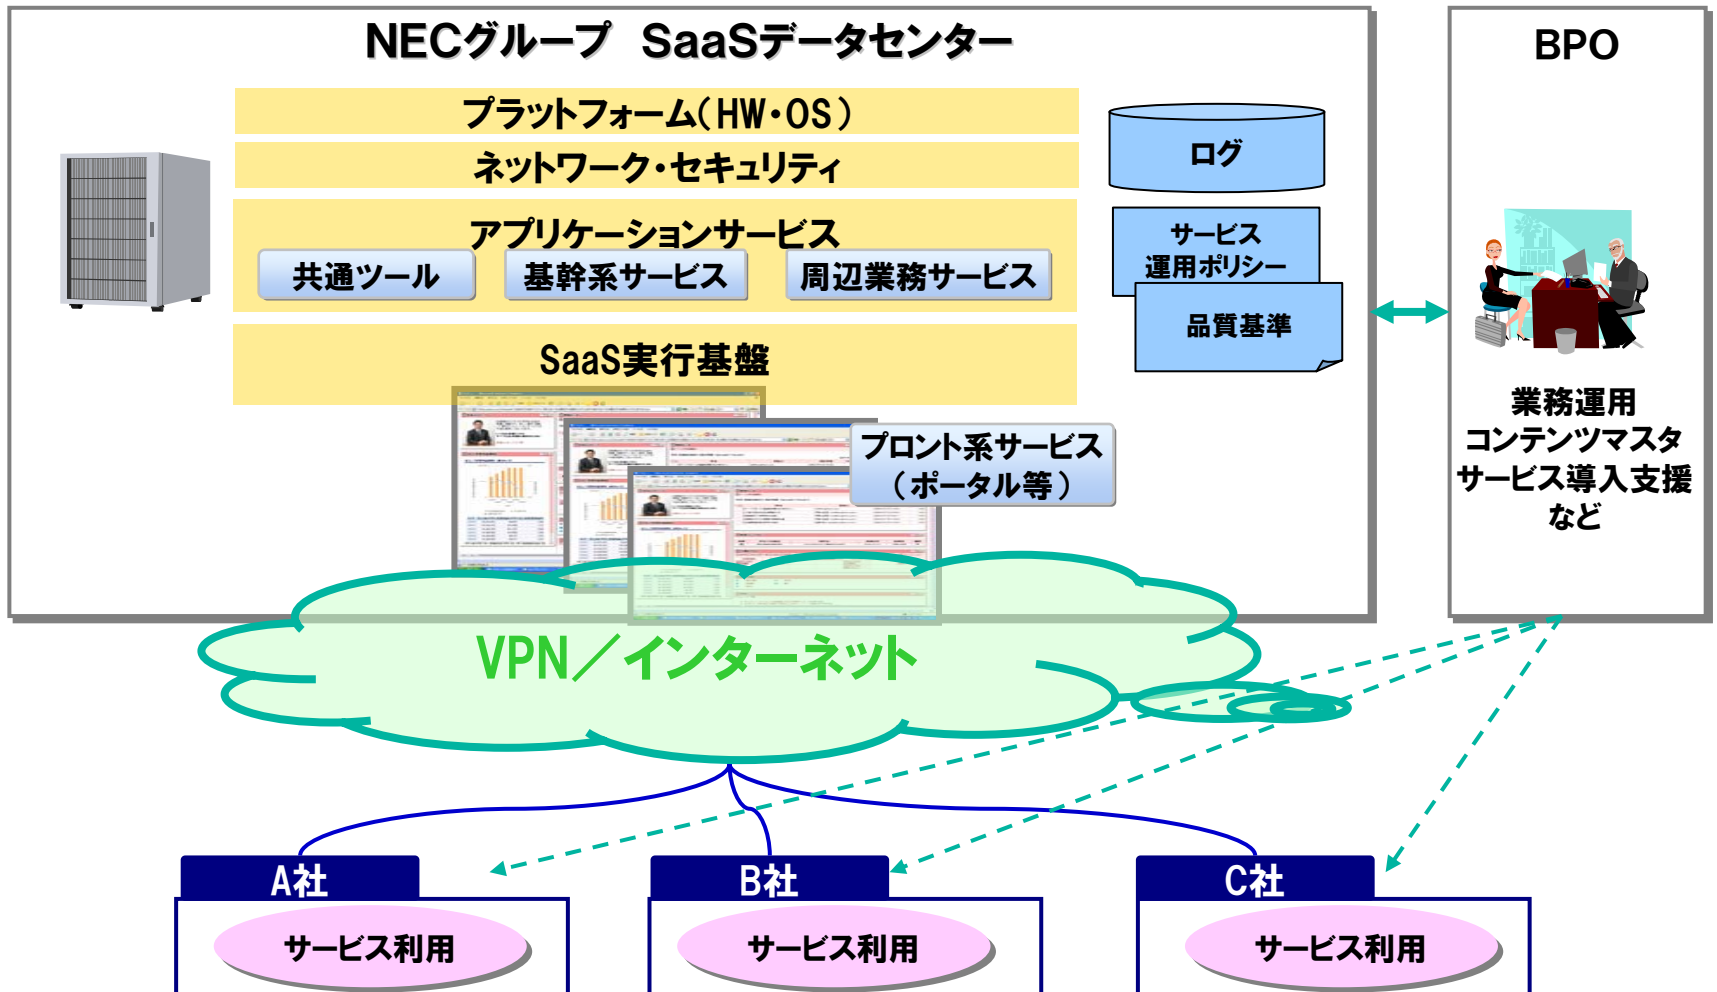 NECグループ　SaaSデータセンター
プラットフォーム（HW・OS）
ネットワーク・セキュリティ
アプリケーションサービス
共通ツール
基幹系サービス
周辺業務サービス
SaaS実行基盤
プロント系サービス
（ポータル等）
ログ
サービス
運用ポリシー
品質基準
BPO
業務運用
コンテンツマスタ
サービス導入支援
など
VPN／インターネット
A社
サービス利用
B社
サービス利用
C社
サービス利用